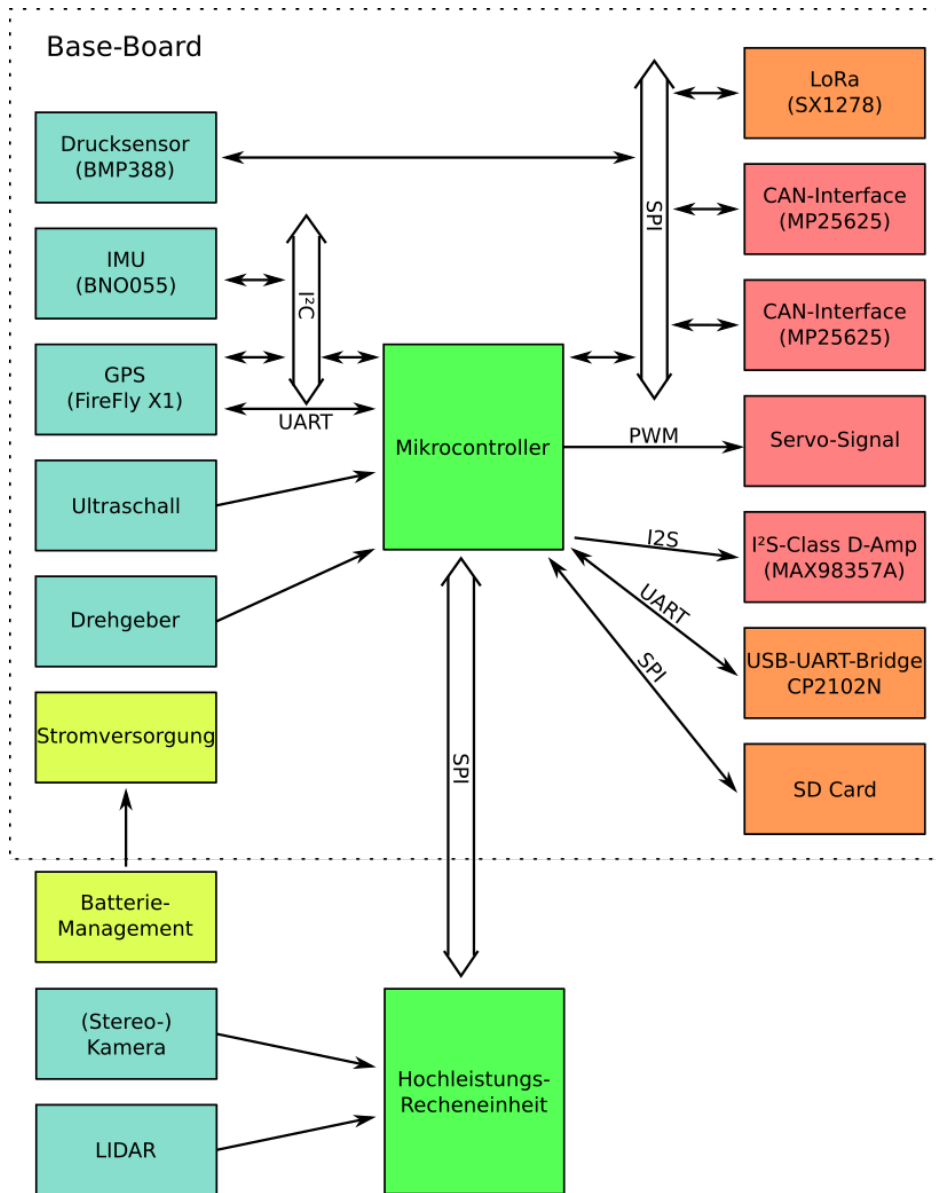 Base-Board
Drucksensor
(BMP388)
IMU
(BNO055)
GPS
(FireFly X1)
Ultraschall
Drehgeber
Stromversorgung
Batterie-
Management
(Stereo-)
Kamera
LIDAR
I²C
UART
Mikrocontroller
SPI
Hochleistungs-
Recheneinheit
SPI
PWM
I2S
UART
SPI
LoRa
(SX1278)
CAN-Interface
(MP25625)
CAN-Interface
(MP25625)
Servo-Signal
I²S-Class D-Amp
(MAX98357A)
USB-UART-Bridge
CP2102N
SD Card